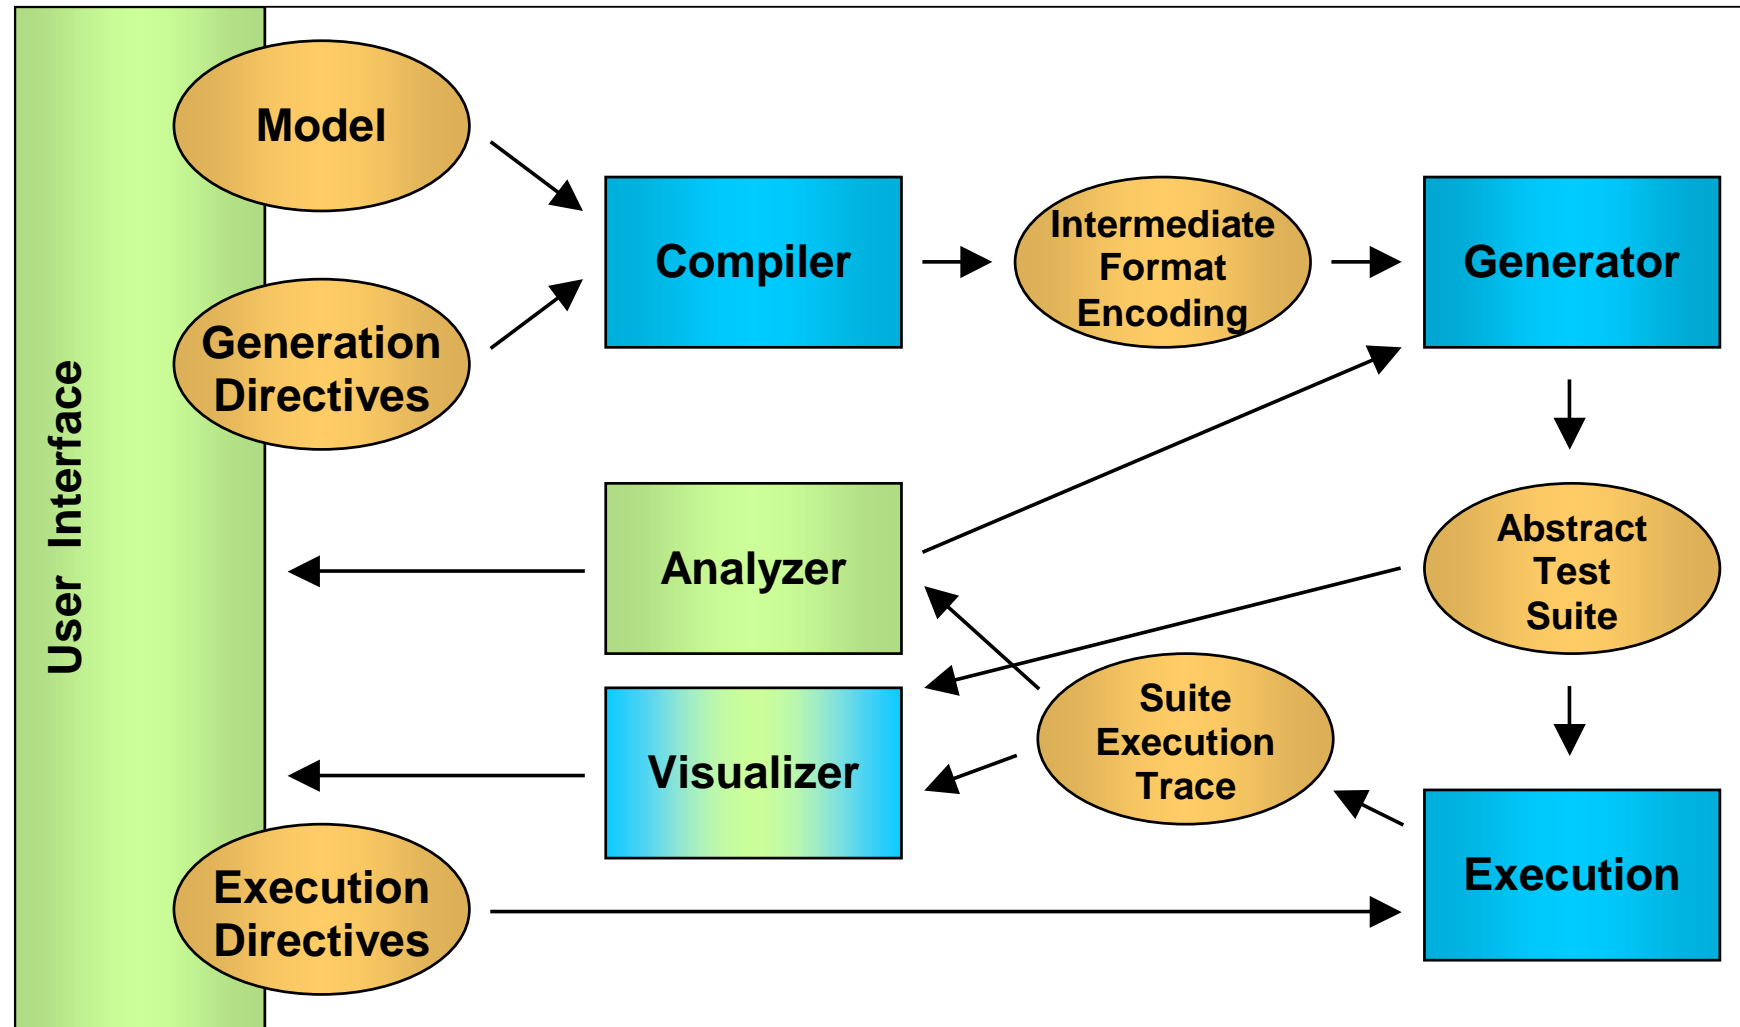 User Interface
Model
Generation
Directives
Compiler
Intermediate
Format
Encoding
Generator
Analyzer
Abstract
Test
Suite
Visualizer
Suite
Execution
Trace
Execution
Directives
Execution